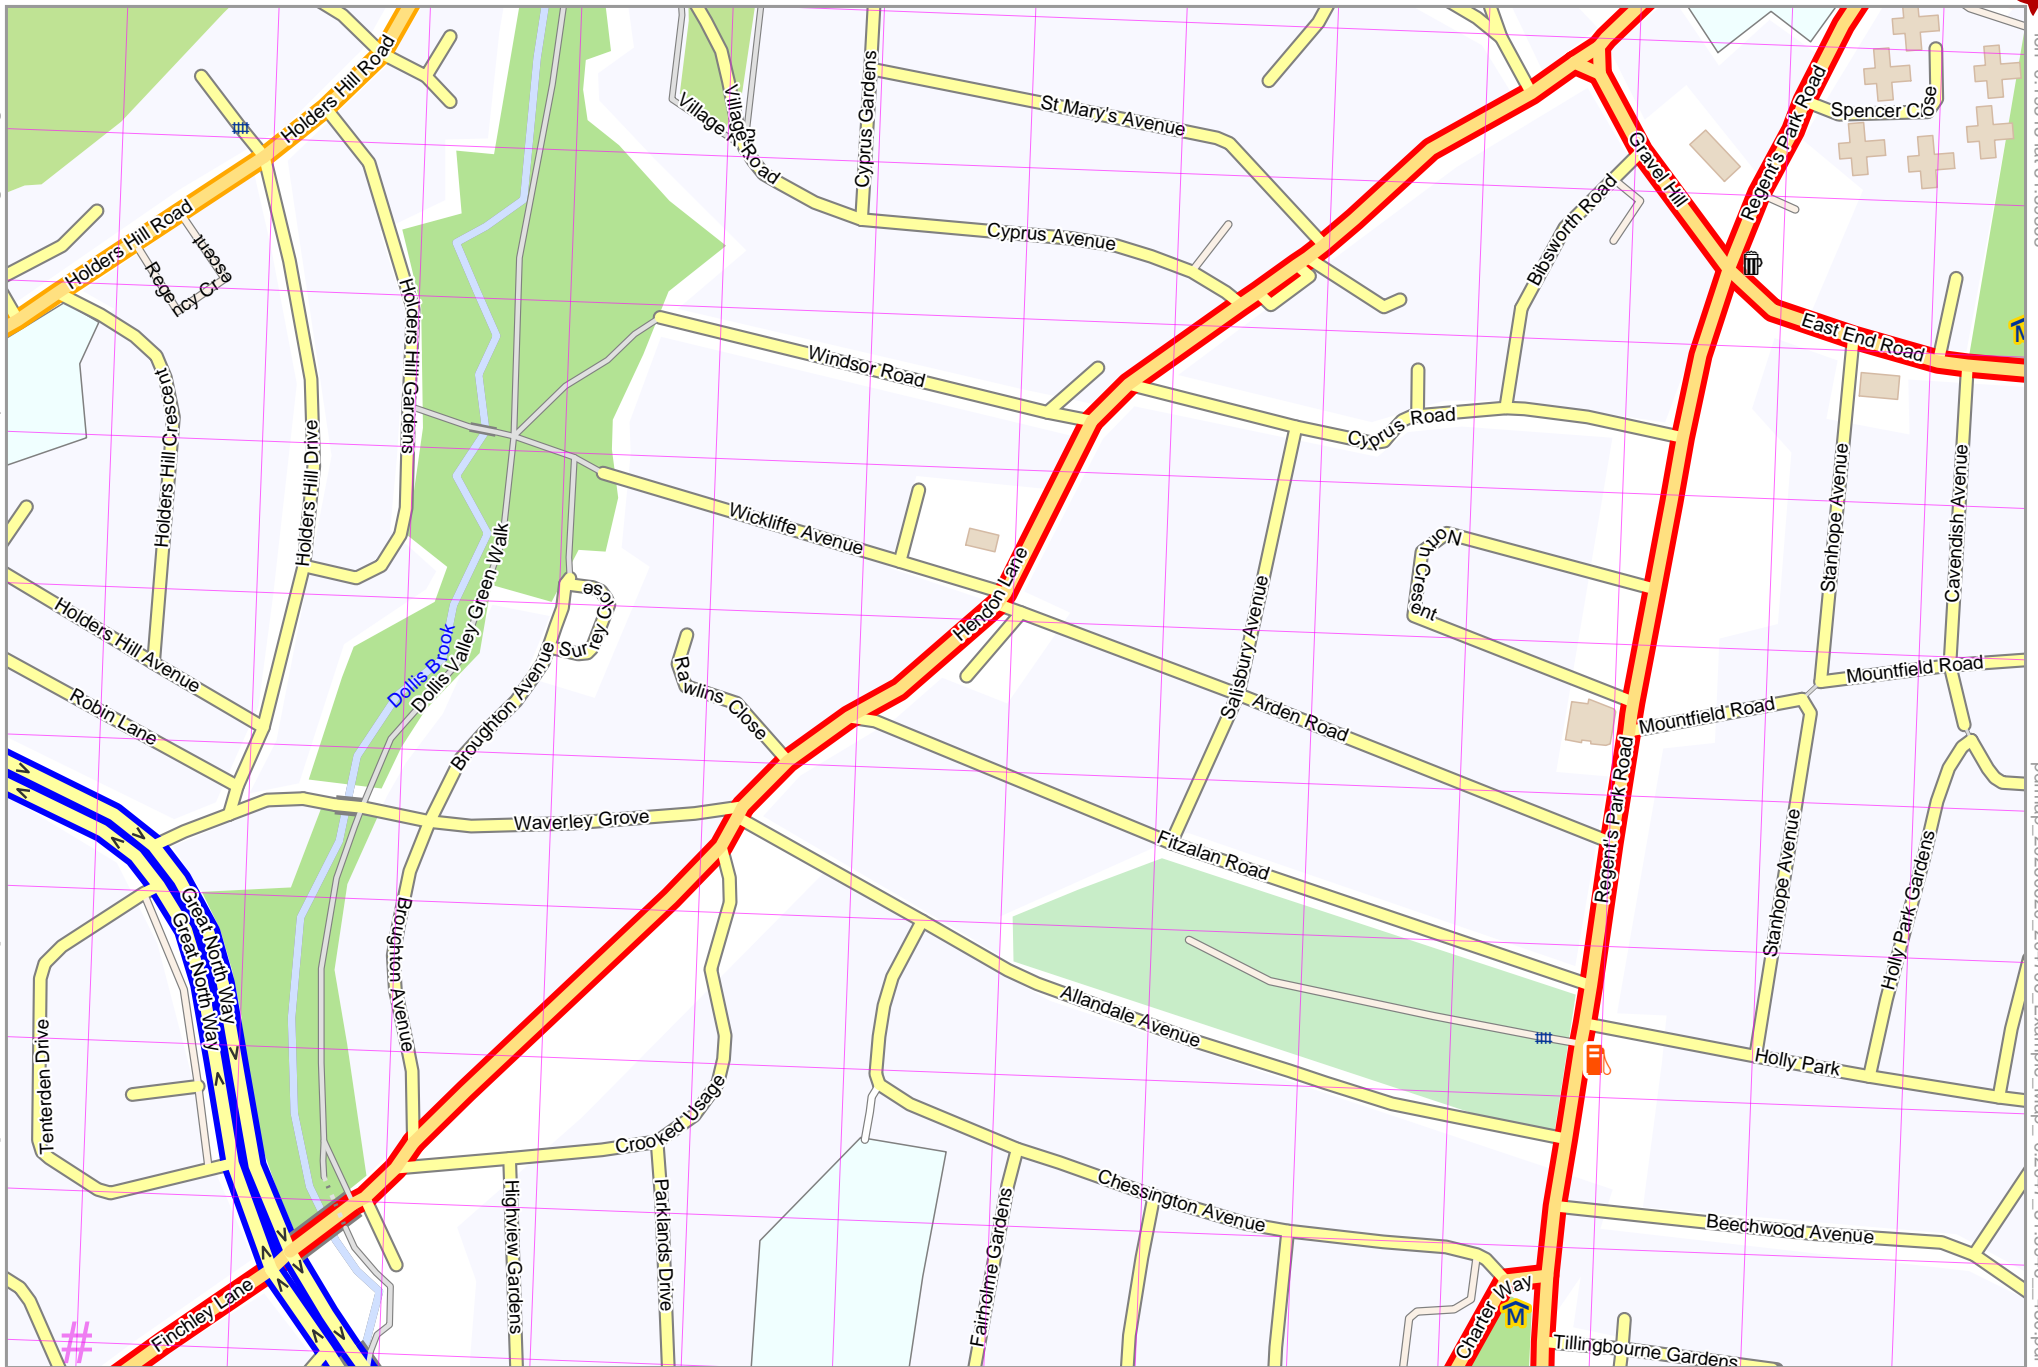 Holders Hill Road
Village Road
Village Road
Cyprus Gardens
St Mary's Avenue
Regent's Park Road
Spencer Close
Gravel Hill
Bibsworth Road
Holders Hill Road
Regency Crescent
Cyprus Avenue
East End Road
Holders Hill Gardens
Windsor Road
Cyprus Road
Holders Hill Crescent
Holders Hill Drive
Wickliffe Avenue
Stanhope Avenue
Cavendish Avenue
North Crescent
Hendon Lane
Dollis Valley Green Walk
Dollis Brook
Surrey Close
Holders Hill Avenue
Robin Lane
Broughton Avenue
Rawlins Close
Salisbury Avenue
Arden Road
Mountfield Road
Mountfield Road
Regent's Park Road
Waverley Grove
Fitzalan Road
Stanhope Avenue
Holly Park Gardens
Great North Way
Great North Way
Broughton Avenue
Allandale Avenue
Tenterden Drive
Holly Park
Crooked Usage
Highview Gardens
Parklands Drive
Fairholme Gardens
Chessington Avenue
Beechwood Avenue
Finchley Lane
Charter Way
M
Tillingbourne Gardens
#